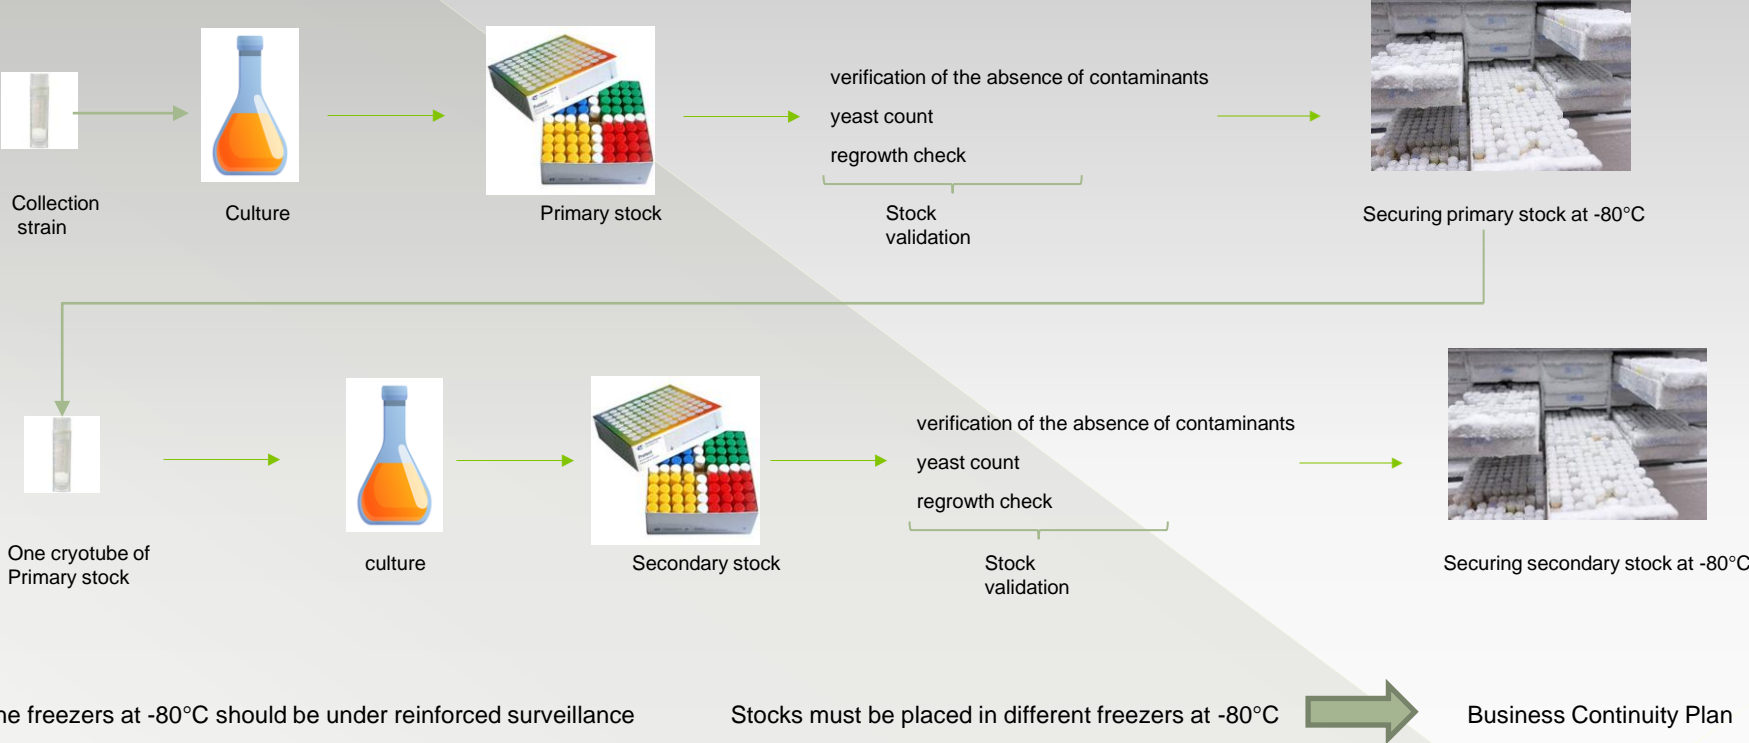 verification of the absence of contaminants
yeast count
regrowth check
Collection
strain
Culture
Primary stock
Stock
validation
Securing primary stock at -80°C
verification of the absence of contaminants
yeast count
regrowth check
One cryotube of
Primary stock
culture
Secondary stock
Stock
validation
Securing secondary stock at -80°C
ne freezers at -80°C should be under reinforced surveillance
Stocks must be placed in different freezers at -80°C
Business Continuity Plan